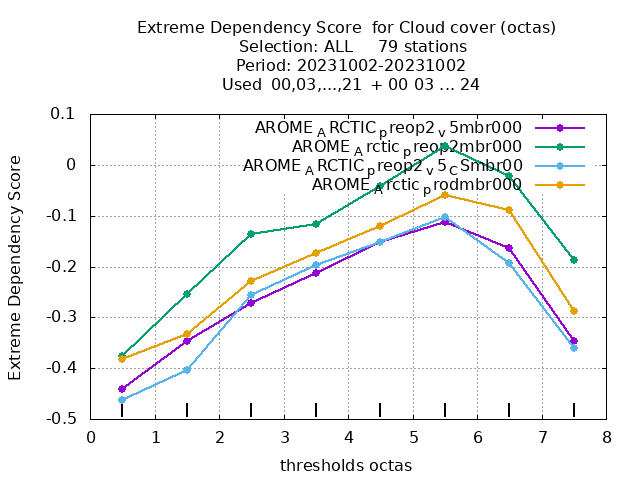 Extreme Dependency Score for Cloud cover (octas)
Selection: ALL 79 stations
Period: 20231002-20231002
Used 00,03,...,21 + 00 03 ... 24
0.1
0
-0.1
-0.2
-0.3
-0.4
-0.5
Extreme Dependency Score
AROME_ARCTIC_preop2_v5mbr000
AROME_Arctic_preop2mbr000
AROME_ARCTIC_preop2_v5_CSmbr00
AROME_Arctic_prodmbr000
0 1 2 3 4 5 6 7 8
thresholds octas